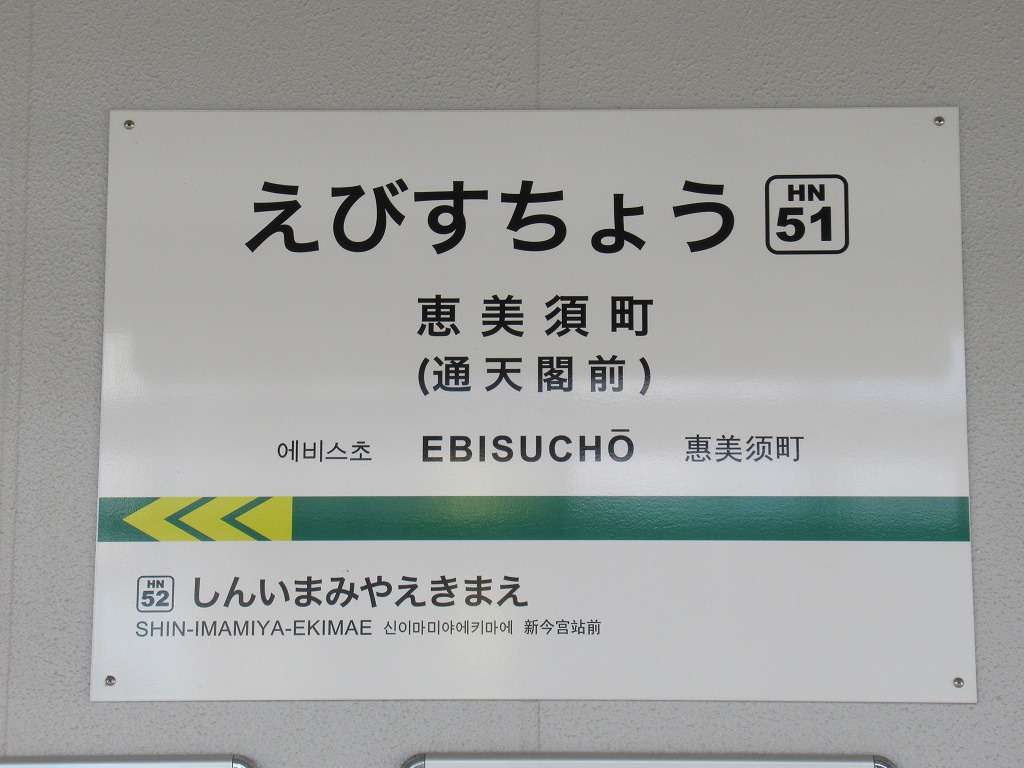 えびすちょう HN 51
恵美須町
(通天閣前)
에비스초 EBISUCHŌ 惠美须町
HN 52 しんいまみやえきまえ
SHIN-IMAMIYA-EKIMAE 신이마미야에키마에 新今宫站前